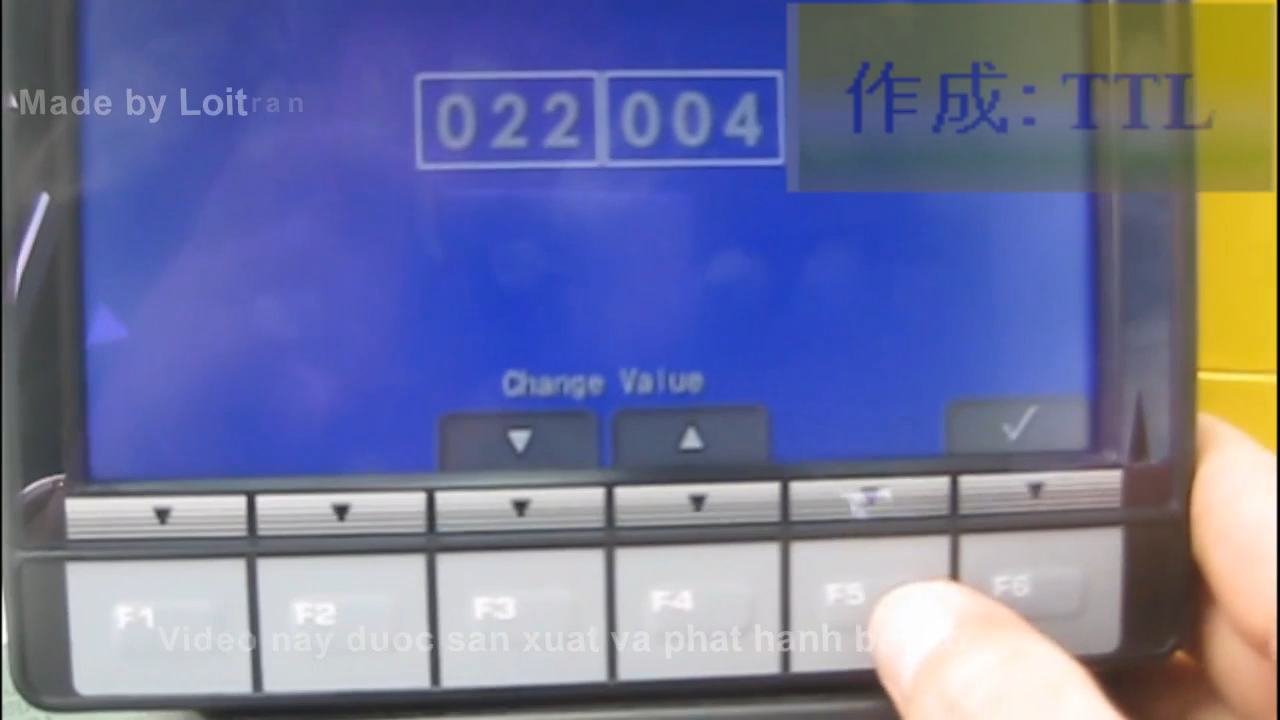 Made by Loitran
作成: TTL
022 004
Change Value
F1 F2 F3 F4 F5 F6
Video nay duoc san xuat va phat hanh b